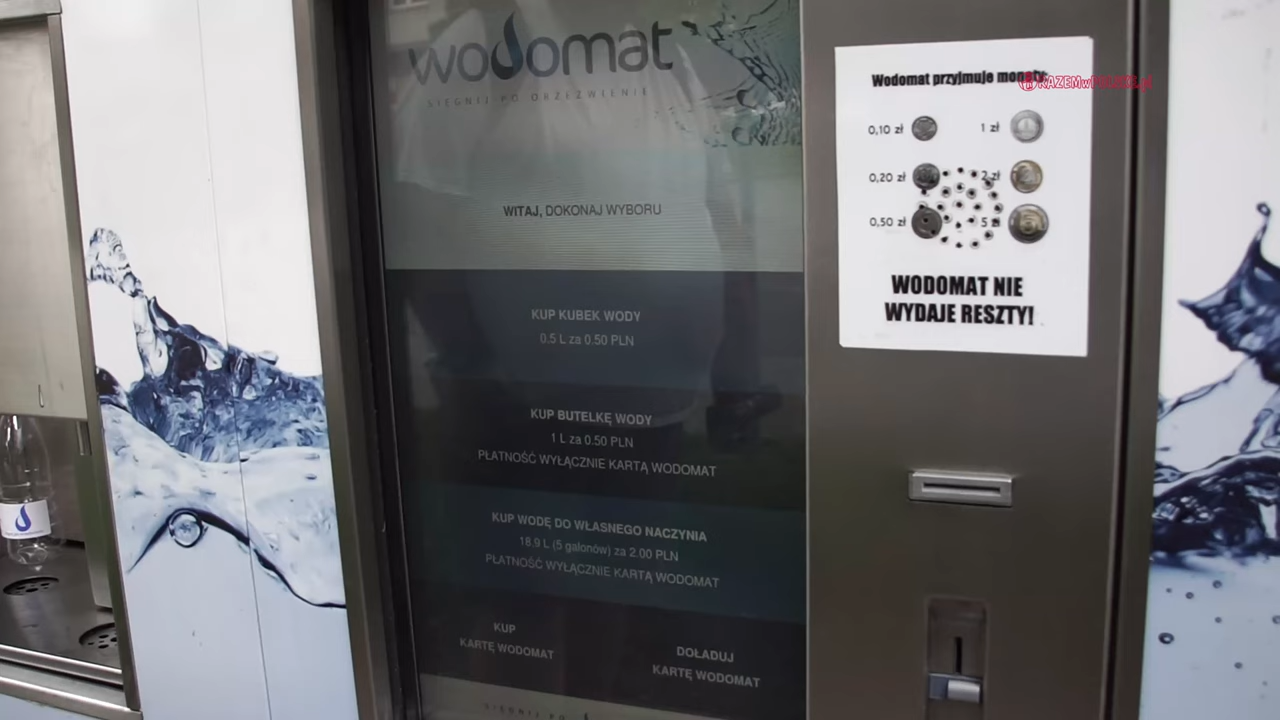 wodomat
SIĘGNIJ PO ORZEŹWIENIE
WITAJ, DOKONAJ WYBORU
KUP KUBEK WODY
0.5 L za 0.50 PLN
KUP BUTELKĘ WODY
1 L za 0.50 PLN
PŁATNOŚĆ WYŁĄCZNIE KARTĄ WODOMAT
KUP WODĘ DO WŁASNEGO NACZYNIA
18.9 L (5 galonów) za 2.00 PLN
PŁATNOŚĆ WYŁĄCZNIE KARTĄ WODOMAT
KUP
KARTĘ WODOMAT
DOŁADUJ
KARTĘ WODOMAT
SIĘGNIJ PO
Wodomat przyjmuje monety:
0,10 zł 1 zł
0,20 zł 2 zł
0,50 zł 5 zł
WODOMAT NIE
WYDAJE RESZTY!